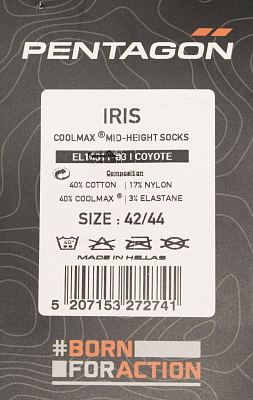 PENTAGON
IRIS
COOLMAX ® MID-HEIGHT SOCKS
COYOTE
Composition
40% COTTON | 17% NYLON
40% COOLMAX® | 3% ELASTANE
SIZE : 42/44
40°
MADE IN HELLAS
5 207153 272741
#BORN
FOR ACTION